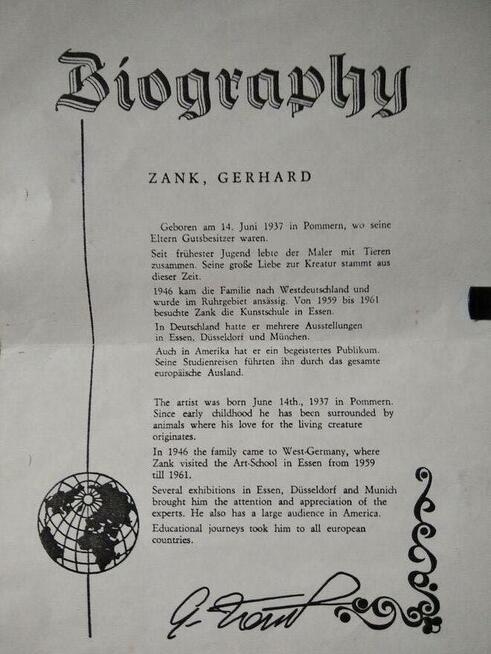 Biography
ZANK, GERHARD
Geboren am 14. Juni 1937 in Pommern, wo seine
Eltern Gutsbesitzer waren.
Seit frühester Jugend lebte der Maler mit Tieren
zusammen. Seine große Liebe zur Kreatur stammt aus
dieser Zeit.
1946 kam die Familie nach Westdeutschland und
wurde im Ruhrgebiet ansässig. Von 1959 bis 1961
besuchte Zank die Kunstschule in Essen.
In Deutschland hatte er mehrere Ausstellungen
in Essen, Düsseldorf und München.
Auch in Amerika hat er ein begeistertes Publikum.
Seine Studienreisen führten ihn durch das gesamte
europäische Ausland.
The artist was born June 14th., 1937 in Pommern.
Since early childhood he has been surrounded by
animals where his love for the living creature
originates.
In 1946 the family came to West-Germany, where
Zank visited the Art-School in Essen from 1959
till 1961.
Several exhibitions in Essen, Düsseldorf and Munich
brought him the attention and appreciation of the
experts. He also has a large audience in America.
Educational journeys took him to all european
countries.
G. Zank